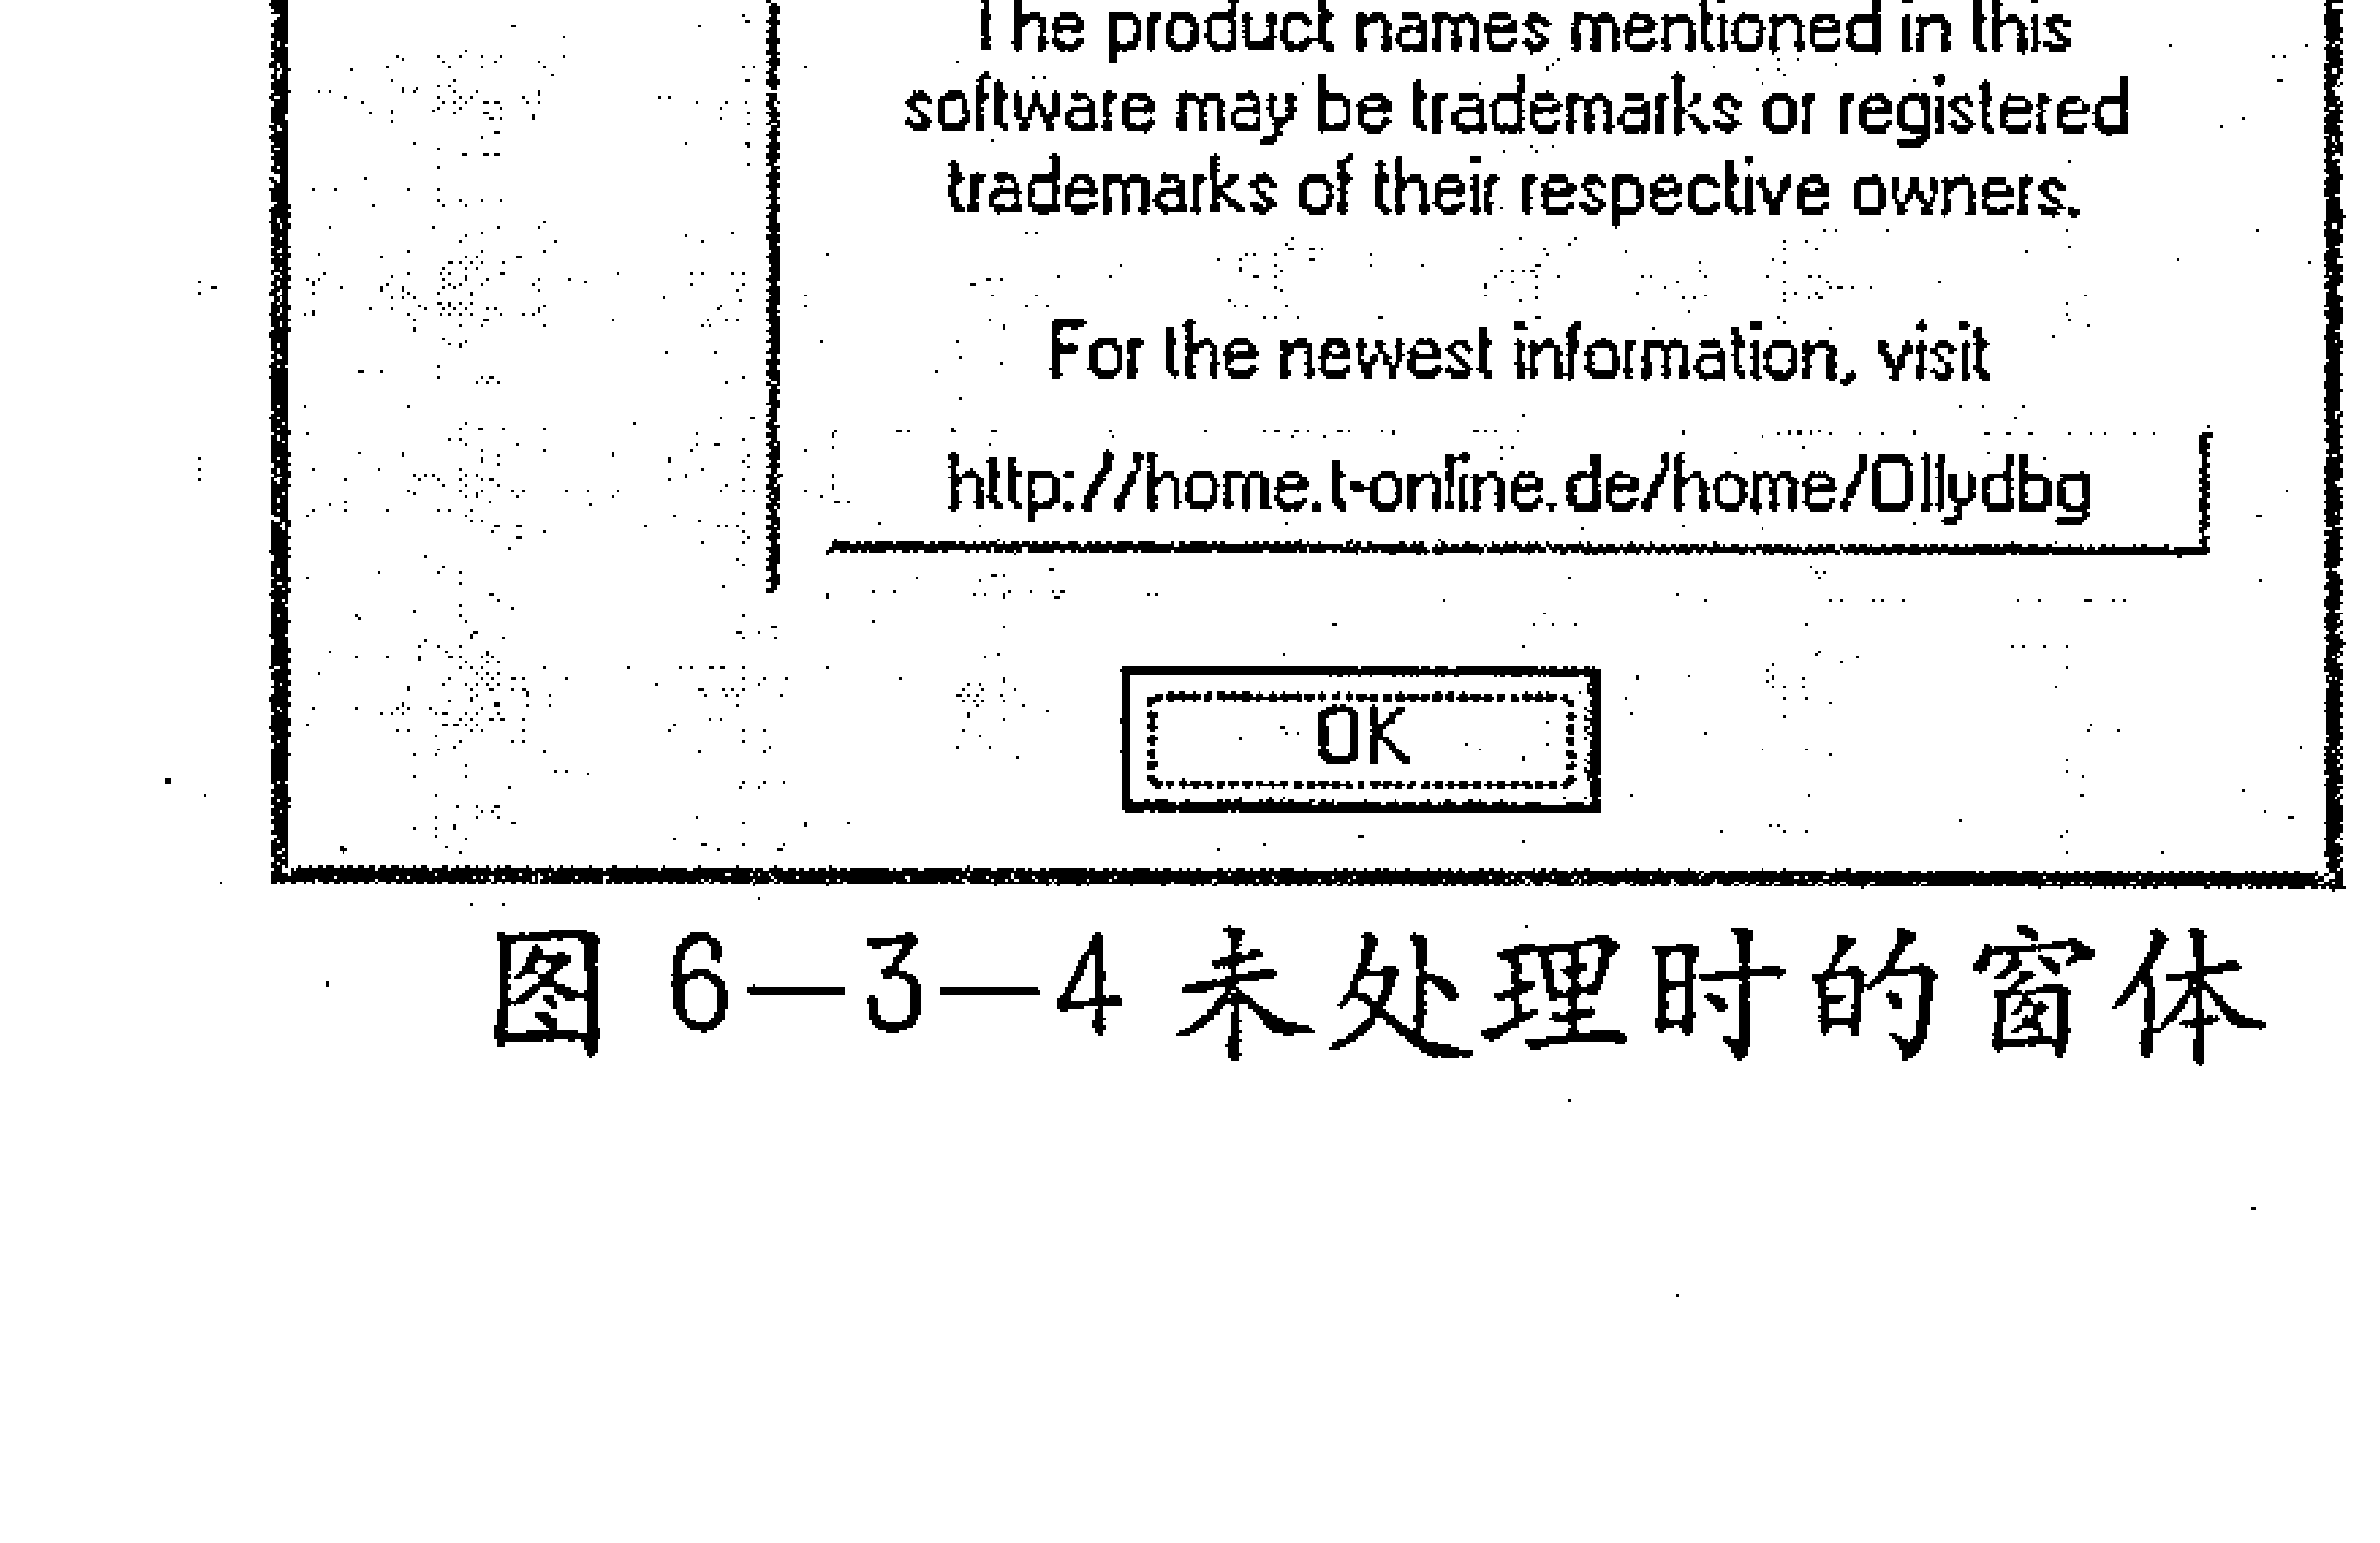 The product names mentioned in this
software may be trademarks or registered
trademarks of their respective owners.
For the newest information, visit
http://home.t-online.de/home/Ollydbg
OK
图 6—3—4 未处理时的窗体